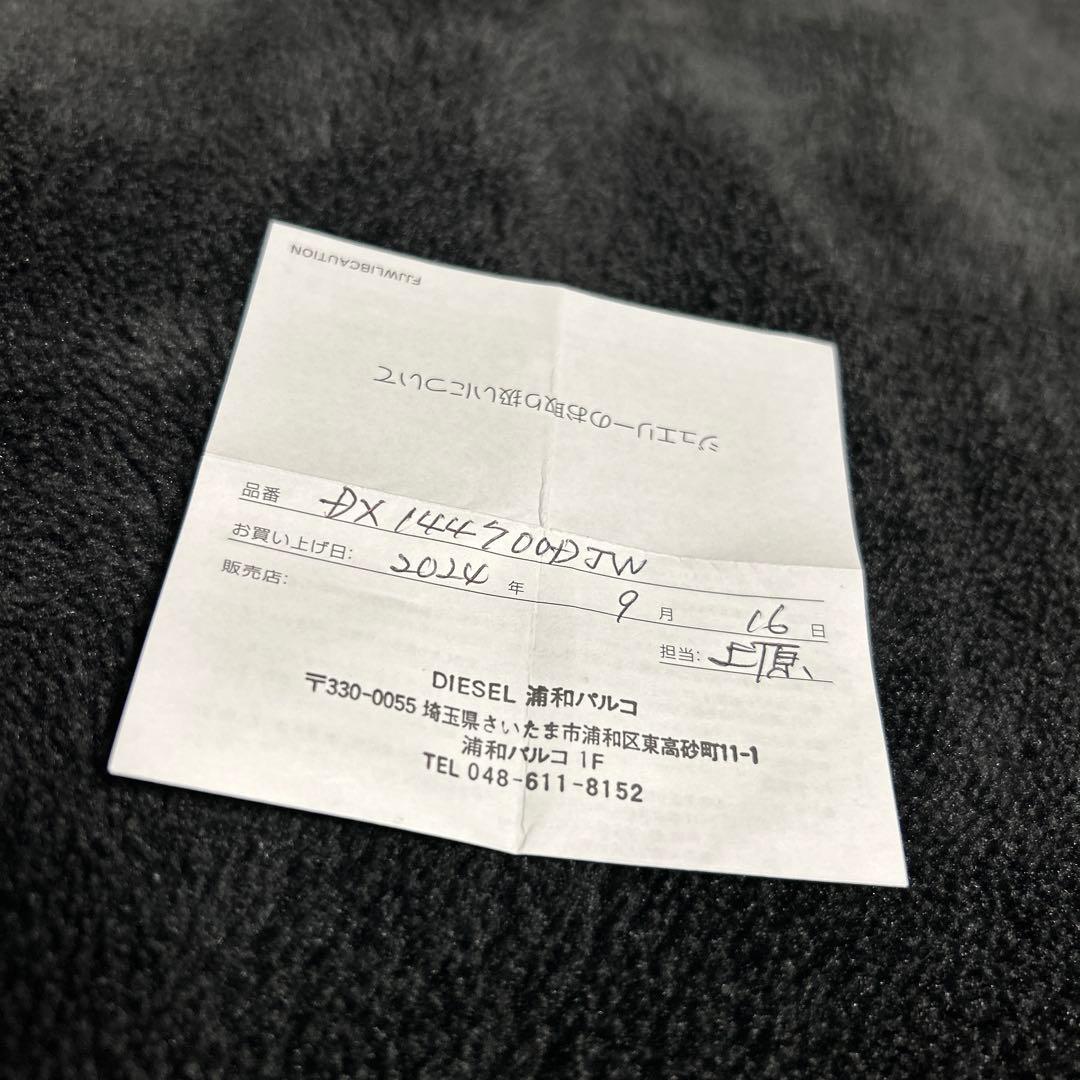 FJJWLIBCAUTION
ジュエリーのお取り扱いについて
品番 DX144700DJW
お買い上げ日: 2024 年 9 月 16 日
販売店:
担当: 上
DIESEL 浦和パルコ
〒330-0055 埼玉県さいたま市浦和区東高砂町11-1
浦和パルコ 1F
TEL 048-611-8152